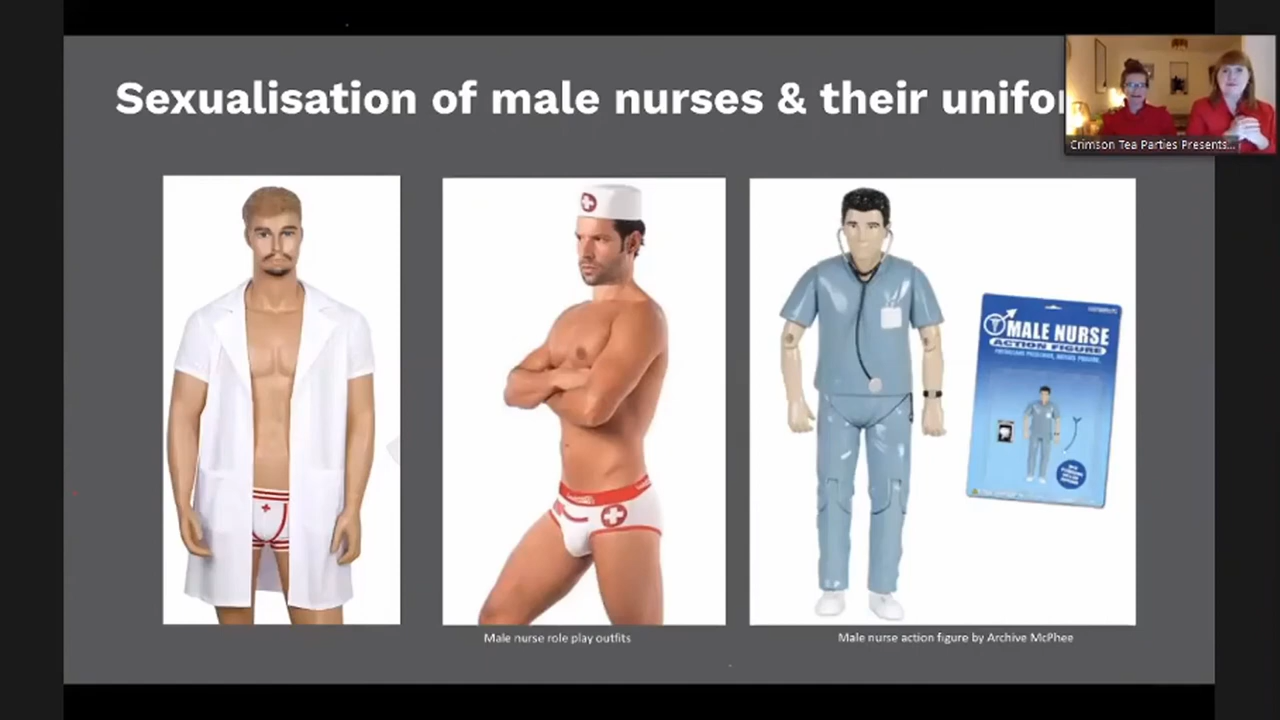 Sexualisation of male nurses & their unifor
Crimson Tea Parties Presents...
MALE NURSE
ACTION FIGURE
Male nurse role play outfits
Male nurse action figure by Archive McPhee